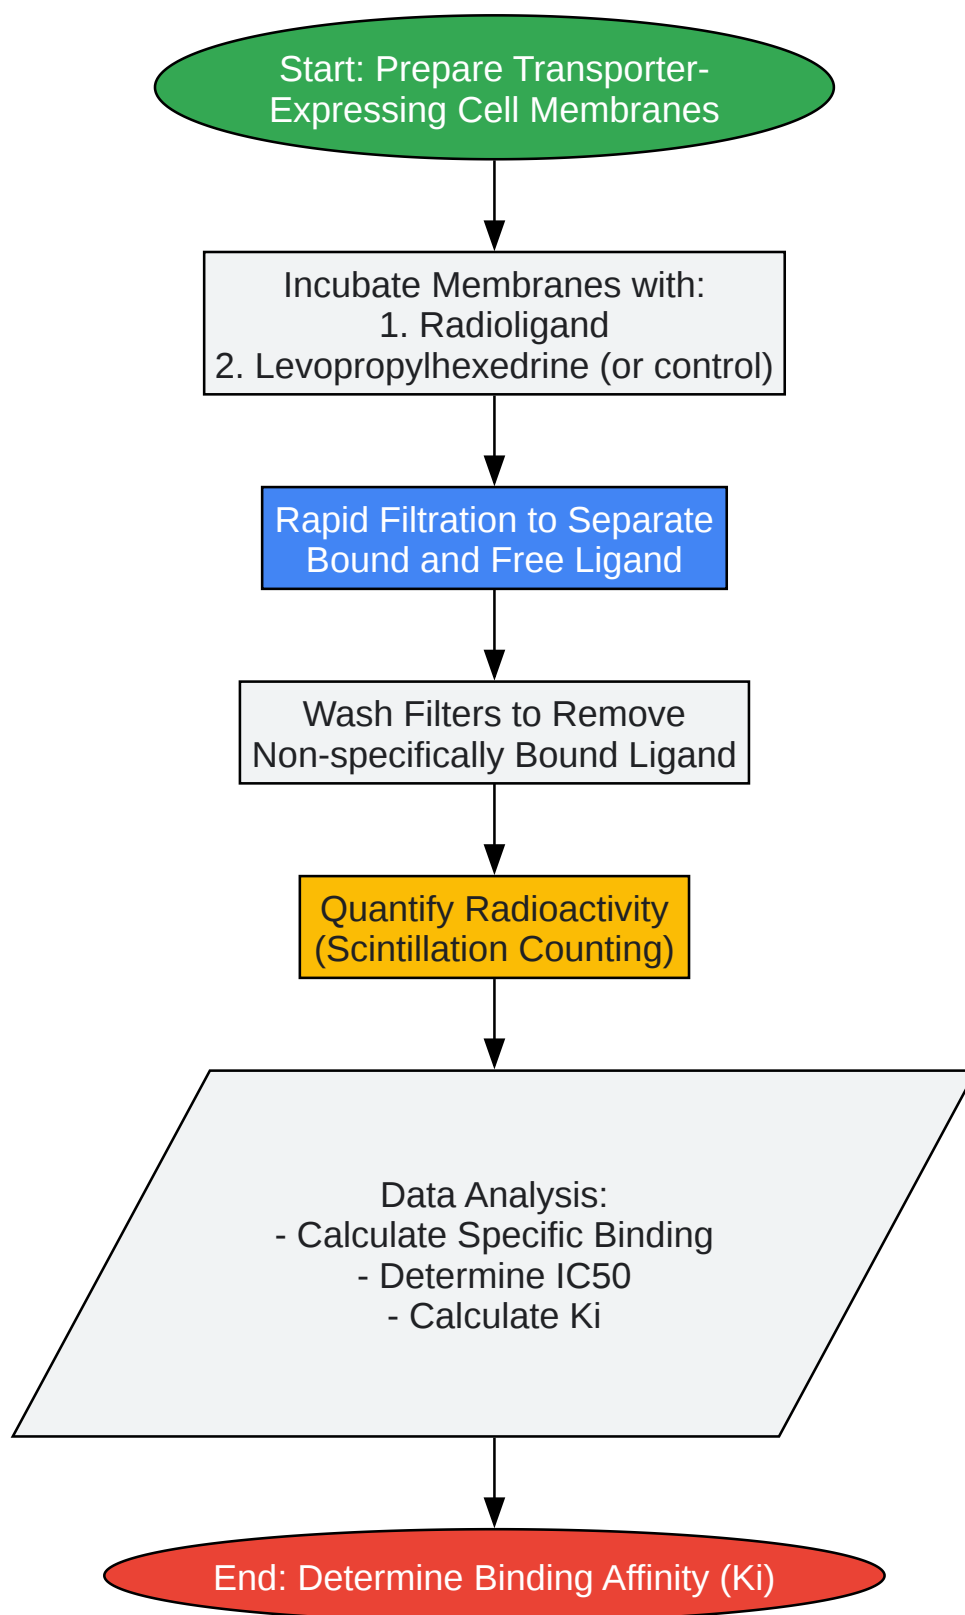 Start: Prepare Transporter-
Expressing Cell Membranes
Incubate Membranes with:
1. Radioligand
2. Levopropylhexedrine (or control)
Rapid Filtration to Separate
Bound and Free Ligand
Wash Filters to Remove
Non-specifically Bound Ligand
Quantify Radioactivity
(Scintillation Counting)
Data Analysis:
- Calculate Specific Binding
- Determine IC50
- Calculate Ki
End: Determine Binding Affinity (Ki)